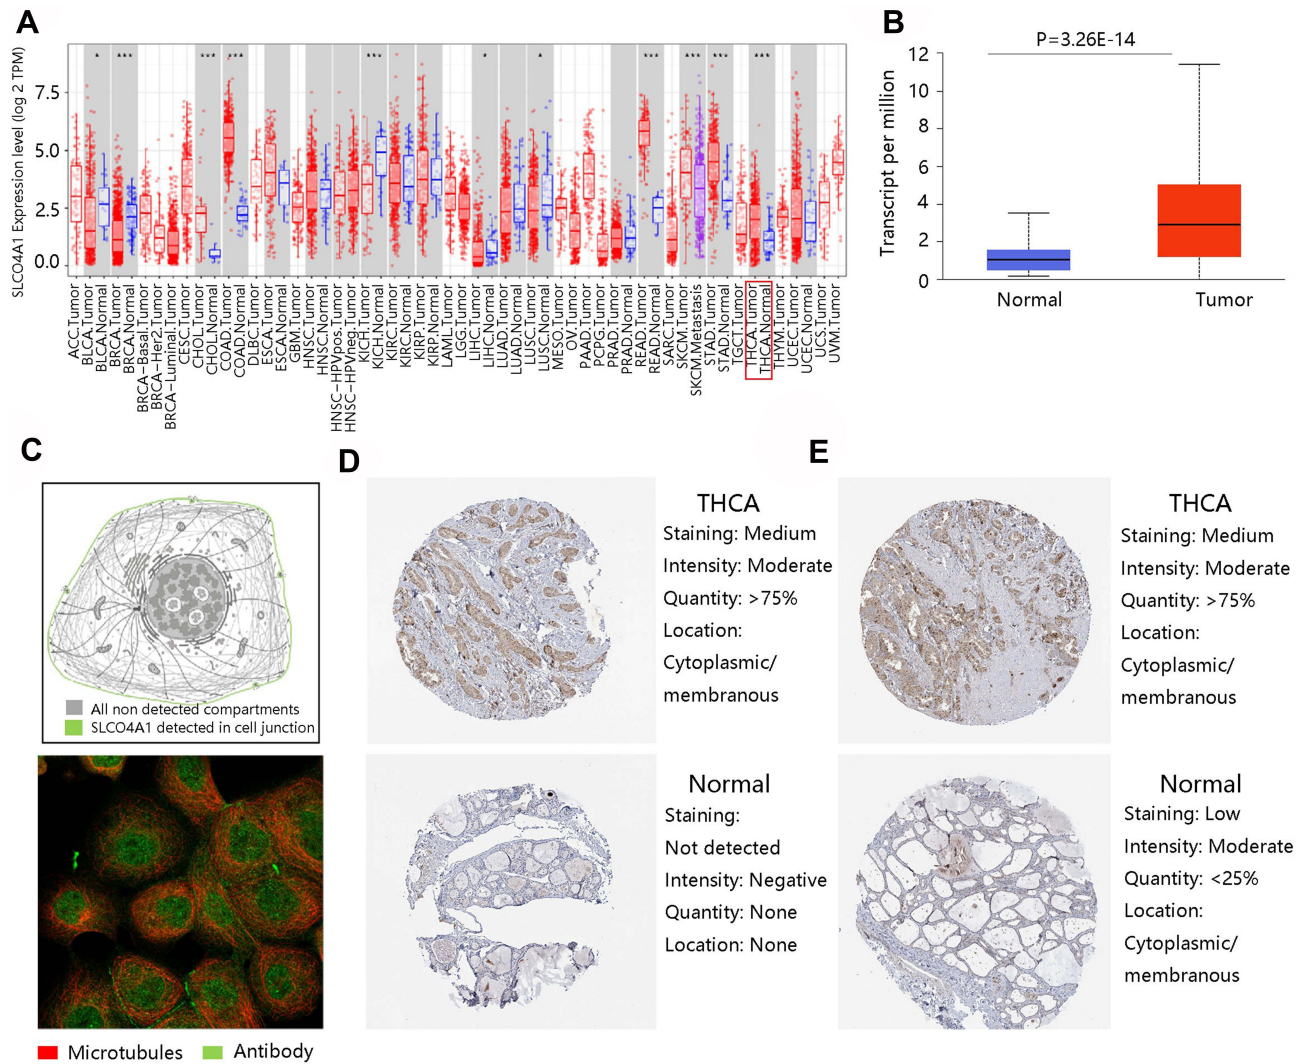 A
SLCO4A1 Expression level (log 2 TPM)
7.5
5.0
2.5
0.0
* *** *** *** *** * * *** *** *** ***
ACC.Tumor
BLCA.Tumor
BLCA.Normal
BRCA.Tumor
BRCA.Normal
BRCA-Basal.Tumor
BRCA-Her2.Tumor
BRCA-Luminal.Tumor
CESC.Tumor
CHOL.Tumor
CHOL.Normal
COAD.Tumor
COAD.Normal
DLBC.Tumor
ESCA.Tumor
ESCA.Normal
GBM.Tumor
HNSC.Tumor
HNSC.Normal
HNSC-HPVpos.Tumor
HNSC-HPVneg.Tumor
KICH.Tumor
KICH.Normal
KIRC.Tumor
KIRC.Normal
KIRP.Tumor
KIRP.Normal
LAML.Tumor
LGG.Tumor
LIHC.Tumor
LIHC.Normal
LUAD.Tumor
LUAD.Normal
LUSC.Tumor
LUSC.Normal
MESO.Tumor
OV.Tumor
PAAD.Tumor
PCPG.Tumor
PRAD.Tumor
PRAD.Normal
READ.Tumor
READ.Normal
SARC.Tumor
SKCM.Tumor
SKCM.Metastasis
STAD.Tumor
STAD.Normal
TGCT.Tumor
THCA.Tumor
THCA.Normal
THYM.Tumor
UCEC.Tumor
UCEC.Normal
UCS.Tumor
UVM.Tumor
B
P=3.26E-14
Transcript per million
12
10
8
6
4
2
0
Normal
Tumor
C
All non detected compartments
SLCO4A1 detected in cell junction
Microtubules
Antibody
D
THCA
Staining: Medium
Intensity: Moderate
Quantity: >75%
Location:
Cytoplasmic/
membranous
Normal
Staining:
Not detected
Intensity: Negative
Quantity: None
Location: None
E
THCA
Staining: Medium
Intensity: Moderate
Quantity: >75%
Location:
Cytoplasmic/
membranous
Normal
Staining: Low
Intensity: Moderate
Quantity: <25%
Location:
Cytoplasmic/
membranous